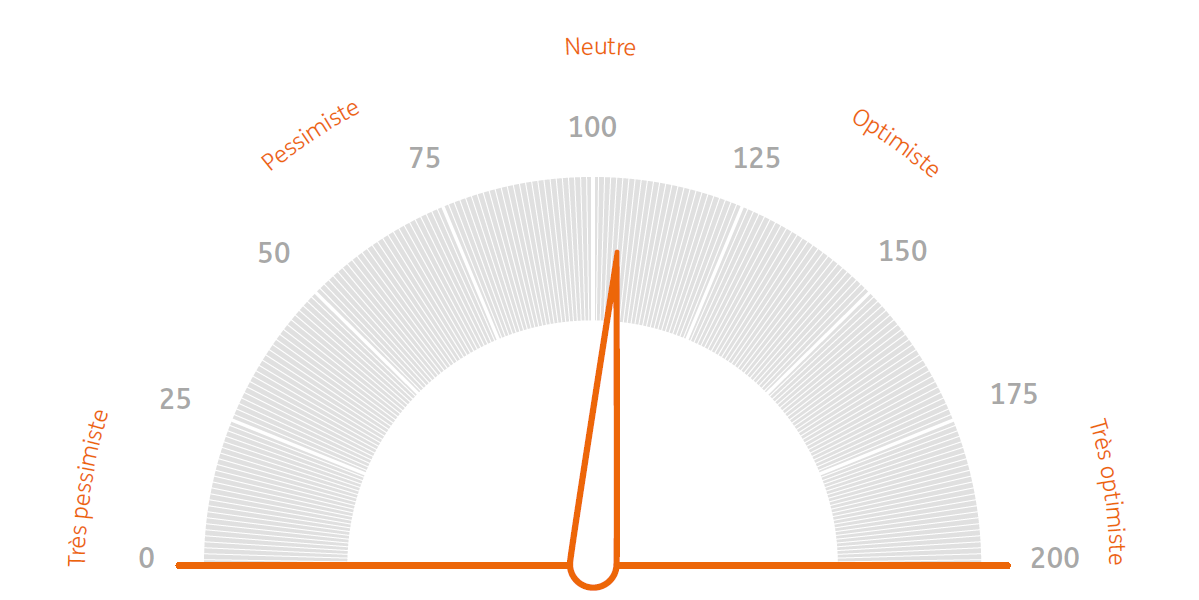 Neutre
Pessimiste
Optimiste
100
75
125
50
150
25
175
Très pessimiste
Très optimiste
0
200